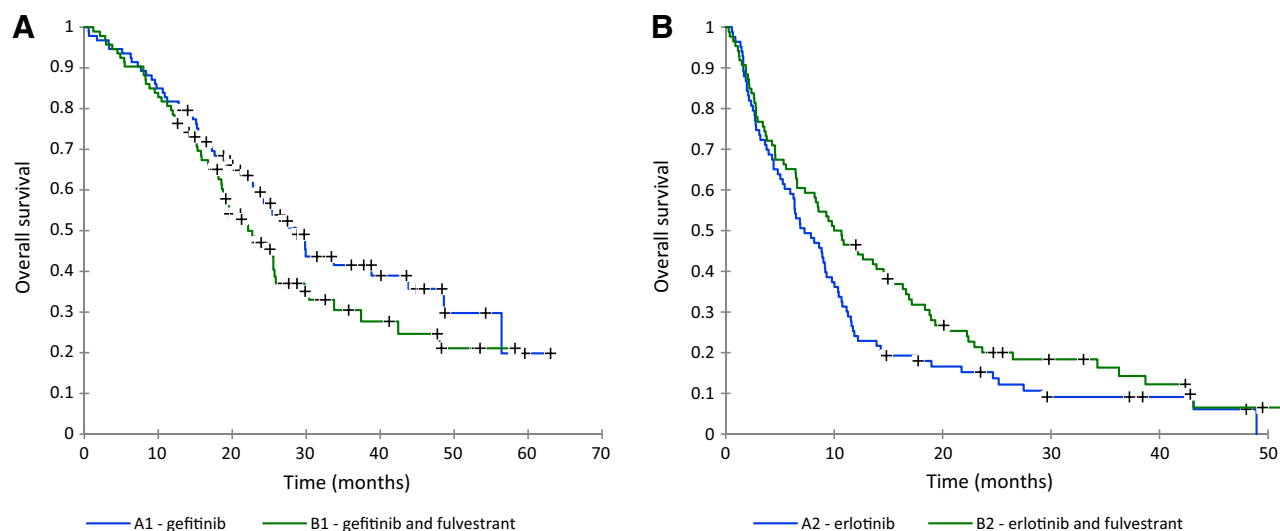 A
1
0.9
0.8
0.7
0.6
0.5
0.4
0.3
0.2
0.1
0
Overall survival
0 10 20 30 40 50 60 70
Time (months)
A1 - gefitinib B1 - gefitinib and fulvestrant
B
1
0.9
0.8
0.7
0.6
0.5
0.4
0.3
0.2
0.1
0
Overall survival
0 10 20 30 40 50
Time (months)
A2 - erlotinib B2 - erlotinib and fulvestrant